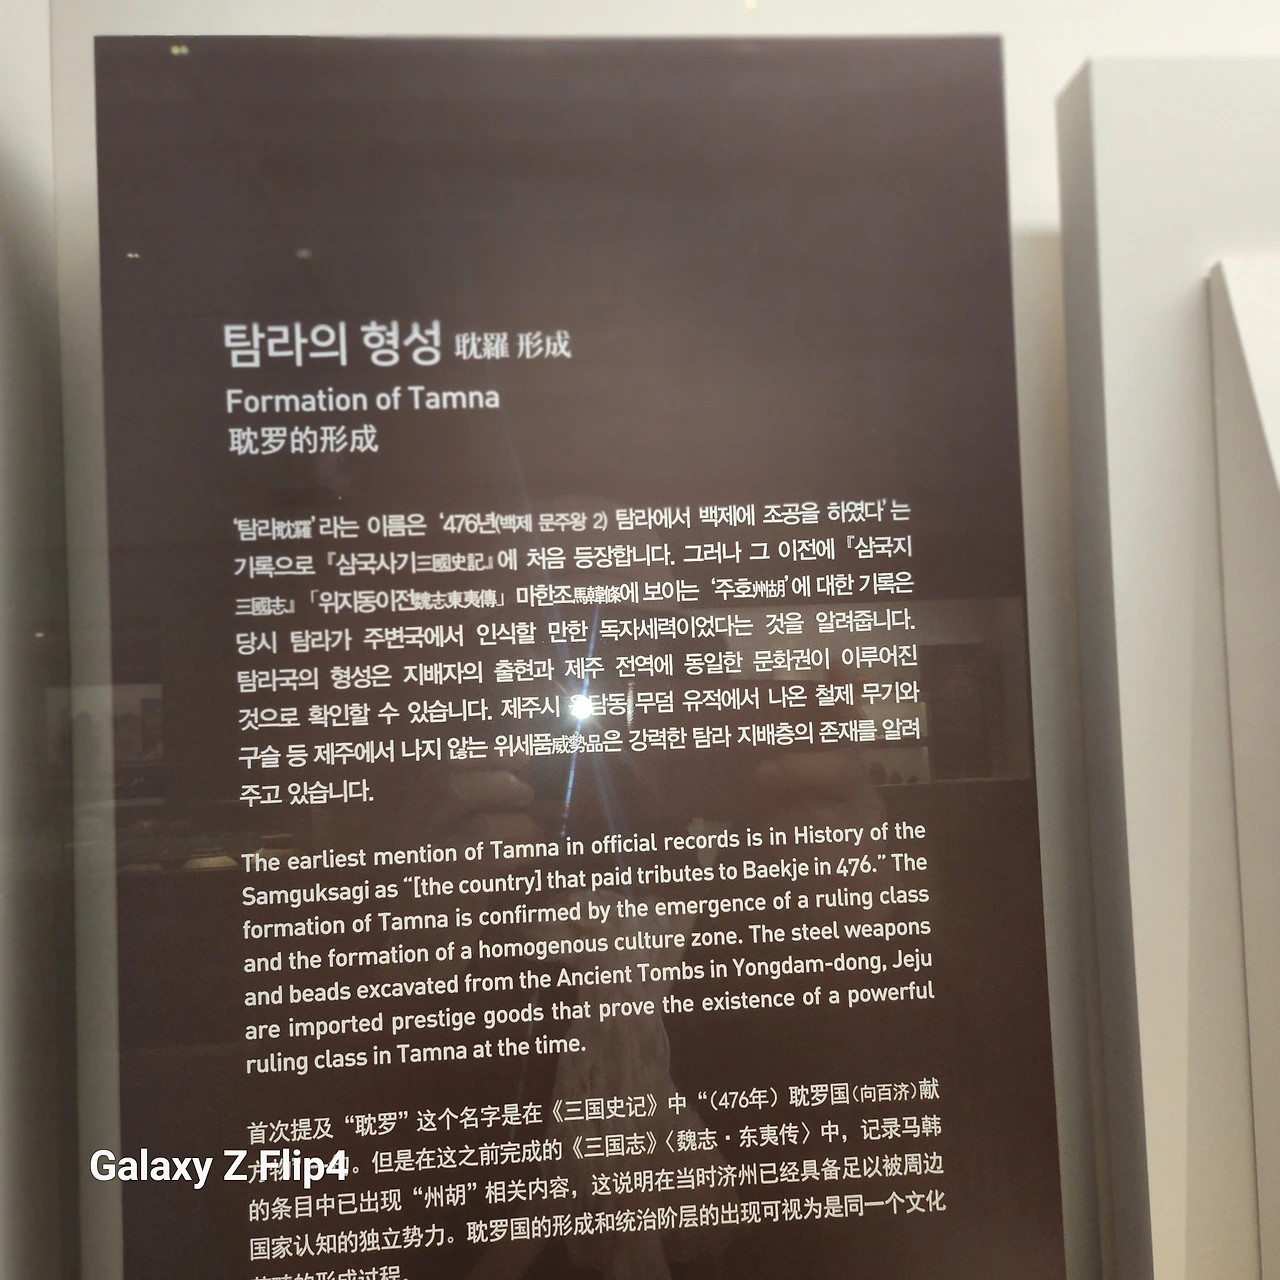 탐라의 형성 耽羅 形成
Formation of Tamna
耽罗的形成
‘탐라耽羅’라는 이름은 ‘476년(백제 문주왕 2) 탐라에서 백제에 조공을 하였다’는
기록으로 『삼국사기三國史記』에 처음 등장합니다. 그러나 그 이전에 『삼국지
三國志』 「위지동이전魏志東夷傳」 마한조馬韓條에 보이는 ‘주호州胡’에 대한 기록은
당시 탐라가 주변국에서 인식할 만한 독자세력이었다는 것을 알려줍니다.
탐라국의 형성은 지배자의 출현과 제주 전역에 동일한 문화권이 이루어진
것으로 확인할 수 있습니다. 제주시 용담동 무덤 유적에서 나온 철제 무기와
구슬 등 제주에서 나지 않는 위세품威勢品은 강력한 탐라 지배층의 존재를 알려
주고 있습니다.
The earliest mention of Tamna in official records is in History of the
Samguksagi as “[the country] that paid tributes to Baekje in 476.” The
formation of Tamna is confirmed by the emergence of a ruling class
and the formation of a homogenous culture zone. The steel weapons
and beads excavated from the Ancient Tombs in Yongdam-dong, Jeju
are imported prestige goods that prove the existence of a powerful
ruling class in Tamna at the time.
首次提及“耽罗”这个名字是在《三国史记》中“（476年）耽罗国（向百济）献
。但是在这之前完成的《三国志》〈魏志·东夷传〉中，记录马韩
的条目中已出现“州胡”相关内容，这说明在当时济州已经具备足以被周边
国家认知的独立势力。耽罗国的形成和统治阶层的出现可视为是同一个文化
的形成过程。
Galaxy Z Flip4